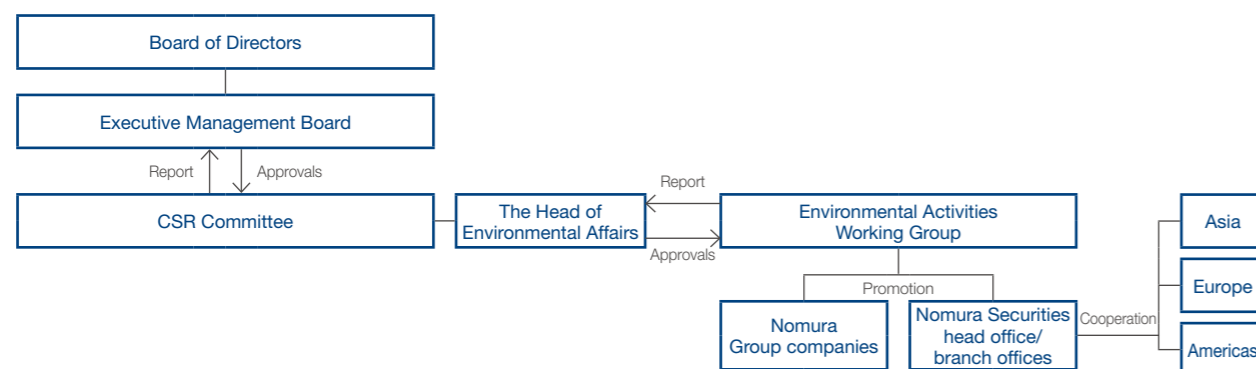 Board of Directors
Executive Management Board
Report
Approvals
CSR Committee
The Head of
Environmental Affairs
Report
Approvals
Environmental Activities
Working Group
Promotion
Nomura
Group companies
Nomura Securities
head office/
branch offices
Cooperation
Asia
Europe
Americas